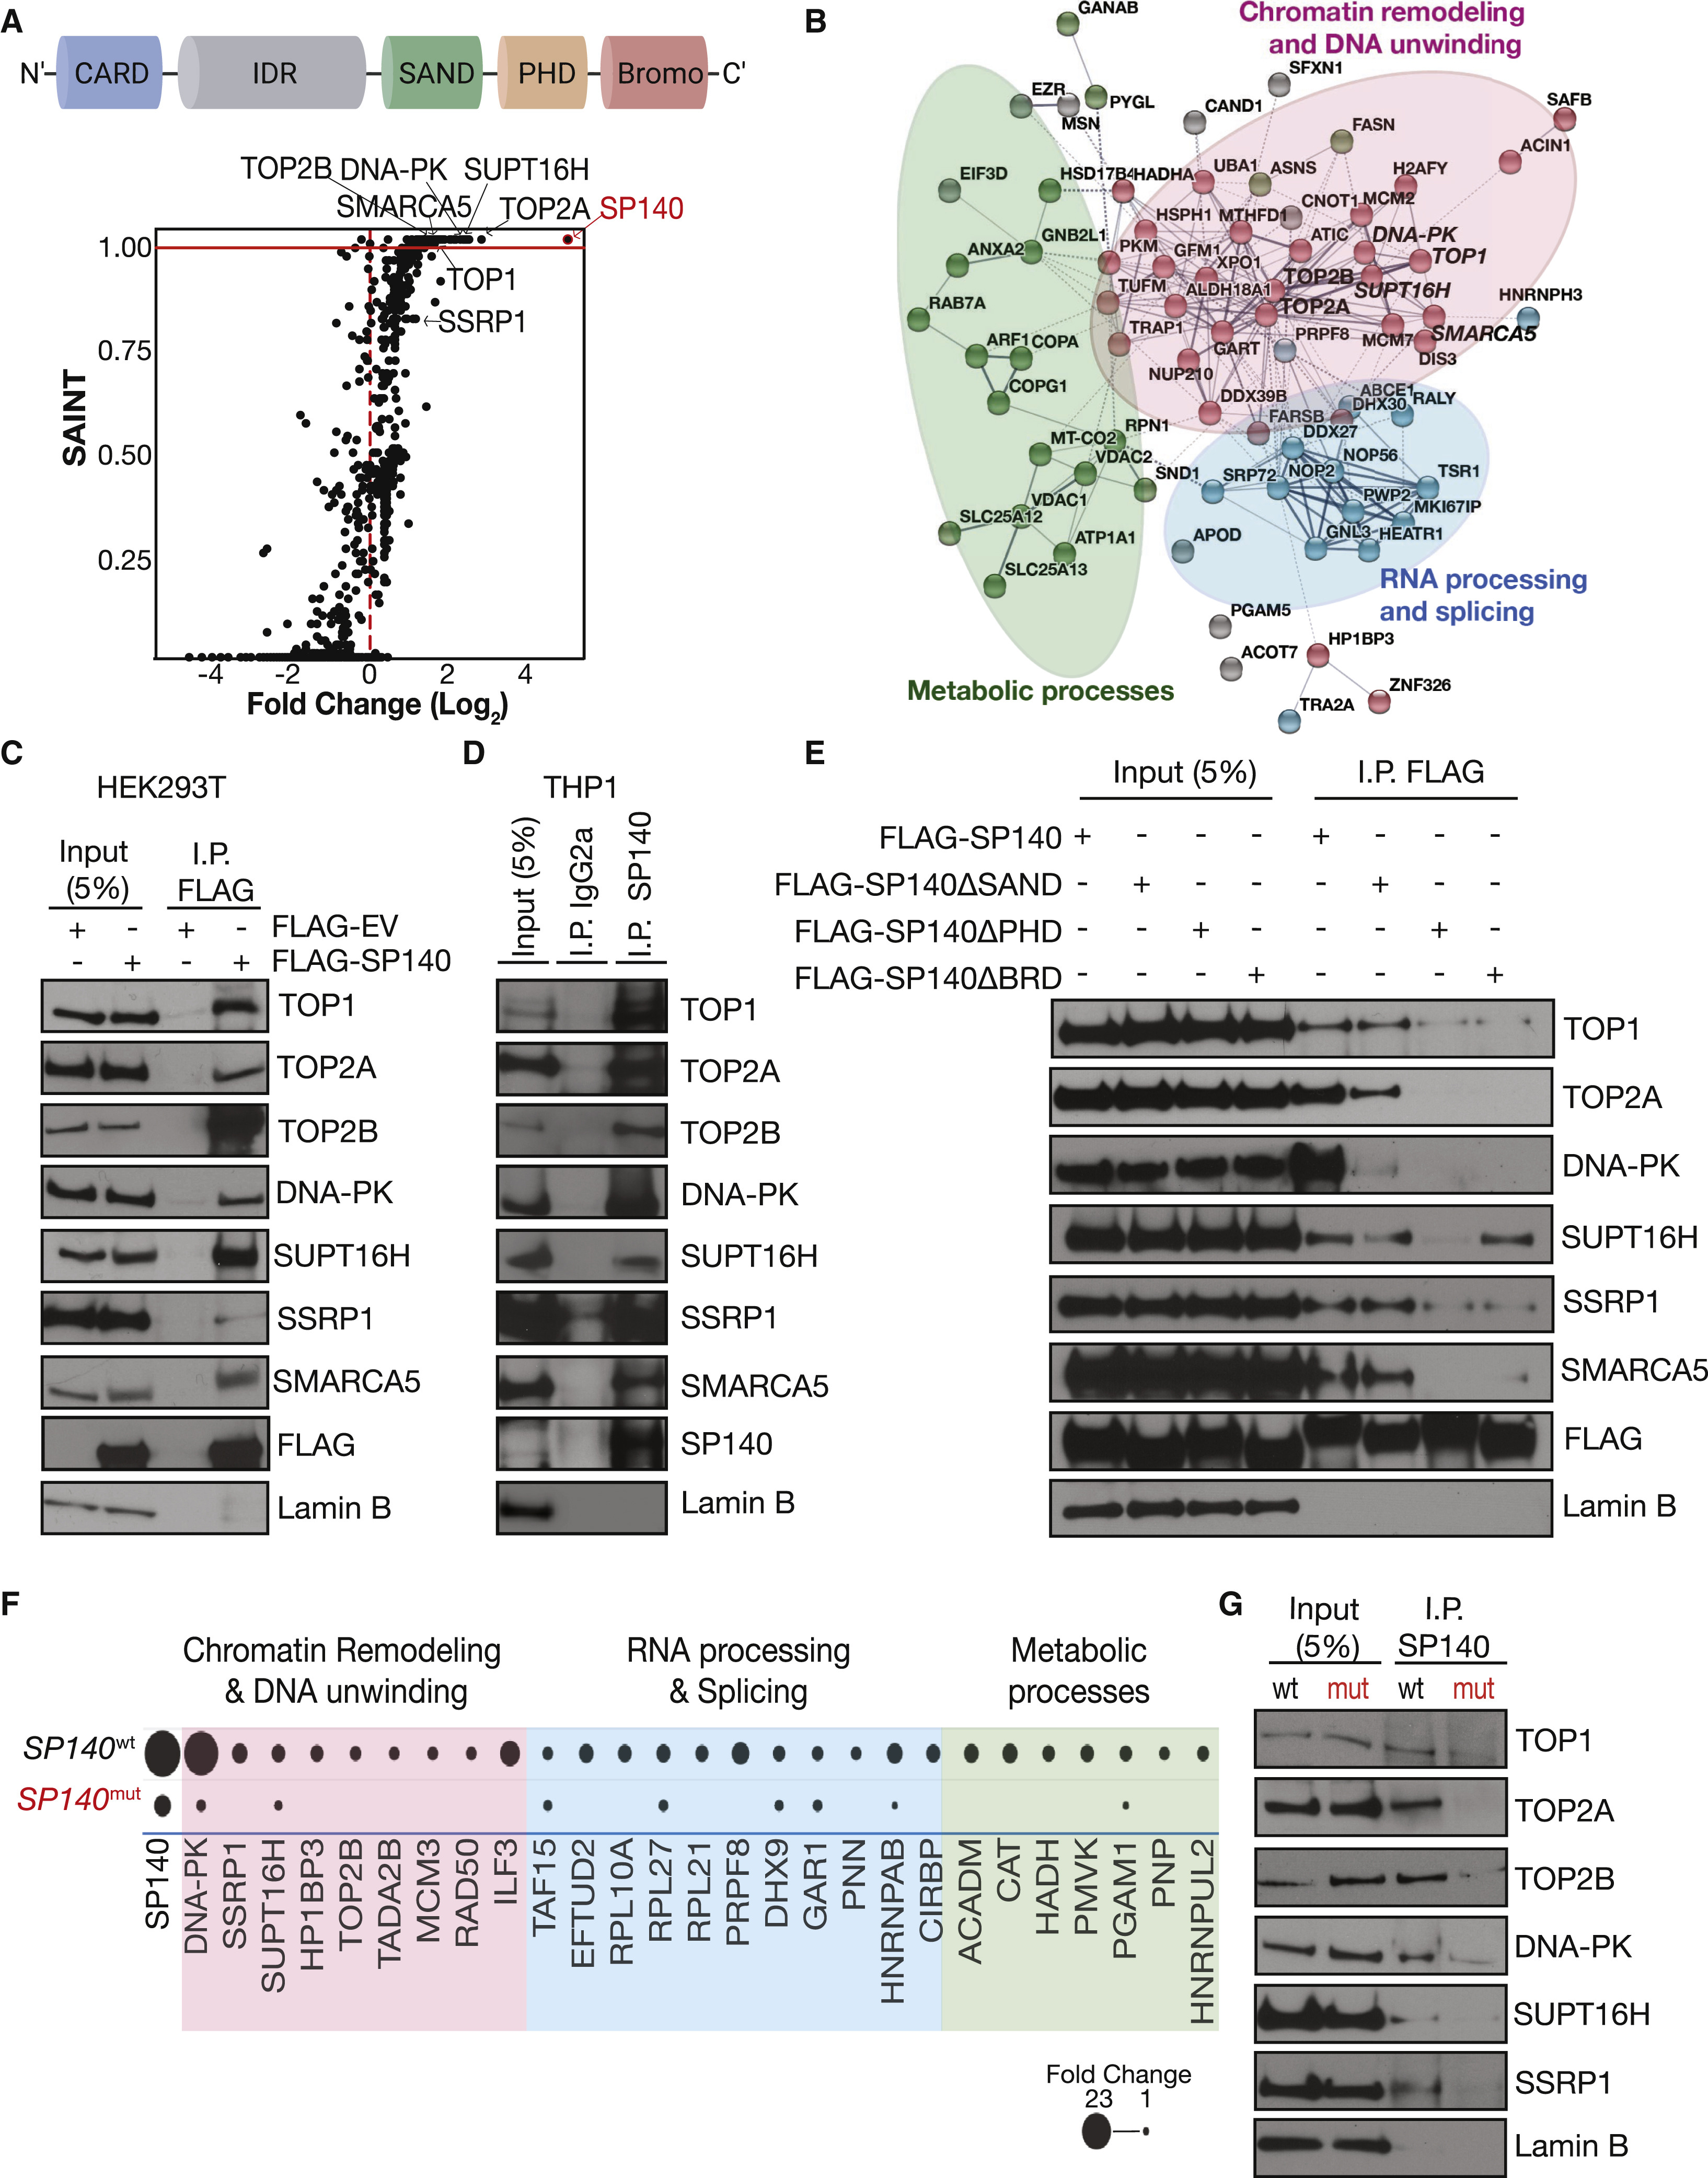 A
N'
CARD
IDR
SAND
PHD
Bromo
C'
TOP2B
DNA-PK
SUPT16H
SMARCA5
TOP2A
SP140
TOP1
SSRP1
1.00
0.75
0.50
0.25
SAINT
-4
-2
0
2
4
Fold Change (Log2)
B
Chromatin remodeling
and DNA unwinding
GANAB
SFXN1
EZR
MSN
PYGL
CAND1
SAFB
FASN
ACIN1
EIF3D
HSD17B4
HADHA
UBA1
ASNS
H2AFY
CNOT1
MCM2
HSPH1
MTHFD1
ANXA2
GNB2L1
PKM
GFM1
ATIC
DNA-PK
XPO1
TOP1
TOP2B
RAB7A
TUFM
ALDH18A1
SUPT16H
HNRNPH3
TOP2A
TRAP1
PRPF8
SMARCA5
ARF1
COPA
GART
MCM7
DIS3
NUP210
COPG1
DDX39B
ABCE1
DHX30
RALY
FARSB
RPN1
DDX27
MT-CO2
VDAC2
NOP56
SND1
SRP72
NOP2
TSR1
VDAC1
PWP2
MKI67IP
SLC25A12
GNL3
HEATR1
ATP1A1
APOD
SLC25A13
RNA processing
and splicing
PGAM5
HP1BP3
ACOT7
ZNF326
TRA2A
Metabolic processes
C
HEK293T
Input
(5%)
I.P.
FLAG
+ - + - FLAG-EV
- + - + FLAG-SP140
TOP1
TOP2A
TOP2B
DNA-PK
SUPT16H
SSRP1
SMARCA5
FLAG
Lamin B
D
THP1
Input (5%)
I.P. IgG2a
I.P. SP140
TOP1
TOP2A
TOP2B
DNA-PK
SUPT16H
SSRP1
SMARCA5
SP140
Lamin B
E
Input (5%)
I.P. FLAG
FLAG-SP140 + - - - + - - -
FLAG-SP140ΔSAND - + - - - + - -
FLAG-SP140ΔPHD - - + - - - + -
FLAG-SP140ΔBRD - - - + - - - +
TOP1
TOP2A
DNA-PK
SUPT16H
SSRP1
SMARCA5
FLAG
Lamin B
F
Chromatin Remodeling
& DNA unwinding
RNA processing
& Splicing
Metabolic
processes
SP140wt
SP140mut
SP140
DNA-PK
SSRP1
SUPT16H
HP1BP3
TOP2B
TADA2B
MCM3
RAD50
ILF3
TAF15
EFTUD2
RPL10A
RPL27
RPL21
PRPF8
DHX9
GAR1
PNN
HNRNPAB
CIRBP
ACADM
CAT
HADH
PMVK
PGAM1
PNP
HNRNPUL2
Fold Change
23 1
G
Input
(5%)
I.P.
SP140
wt mut wt mut
TOP1
TOP2A
TOP2B
DNA-PK
SUPT16H
SSRP1
Lamin B